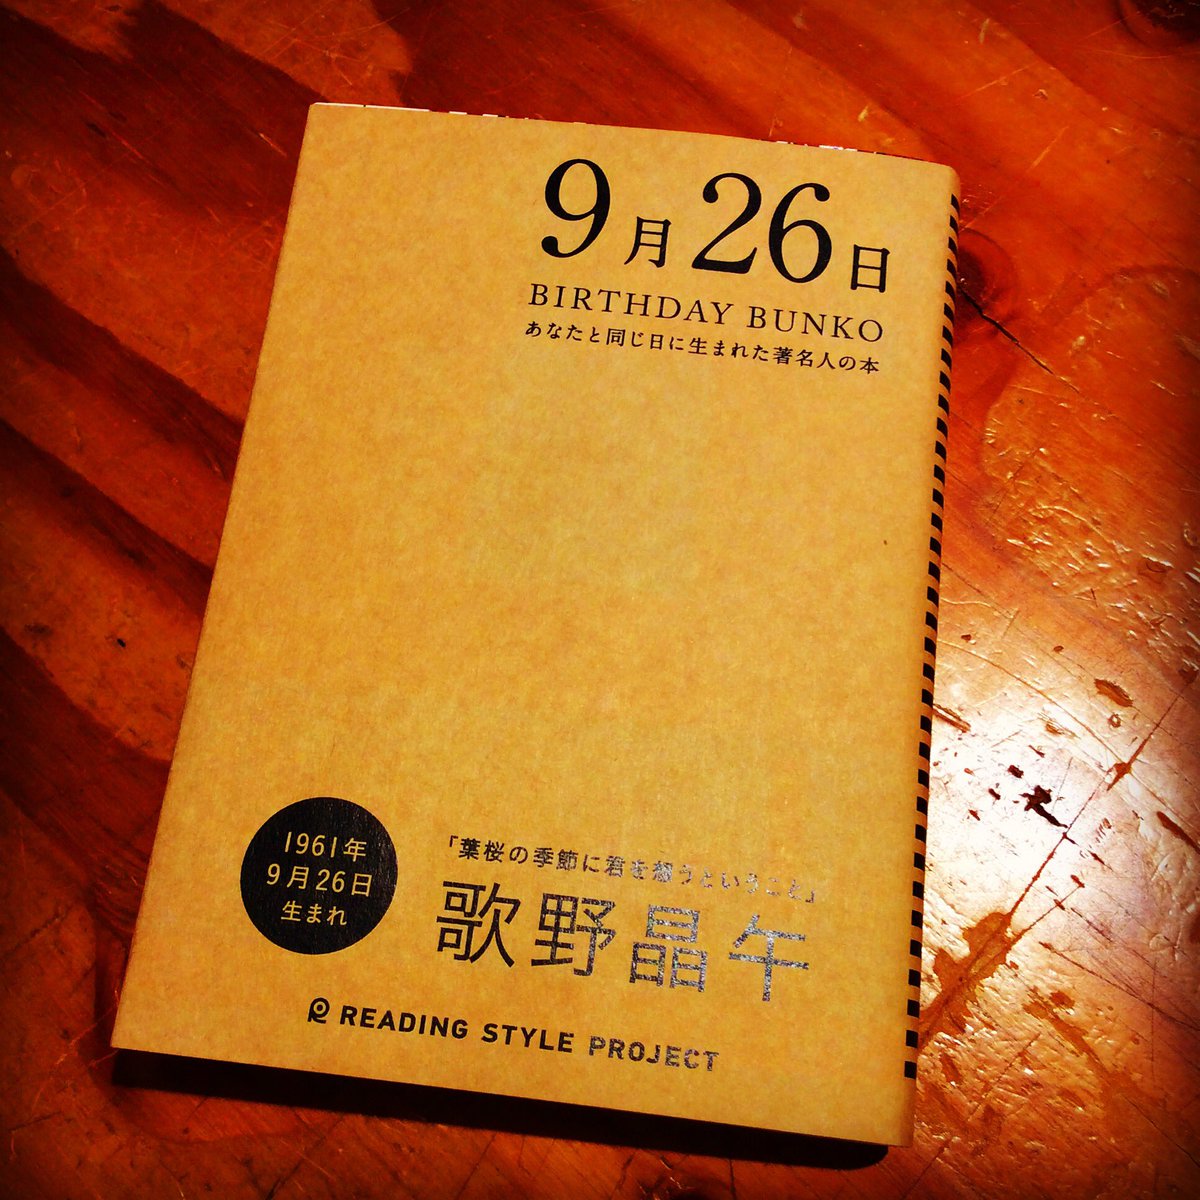 9月26日
BIRTHDAY BUNKO
あなたと同じ日に生まれた著名人の本
1961年
9月26日
生まれ
「葉桜の季節に君を想うということ」
歌野晶午
READING STYLE PROJECT